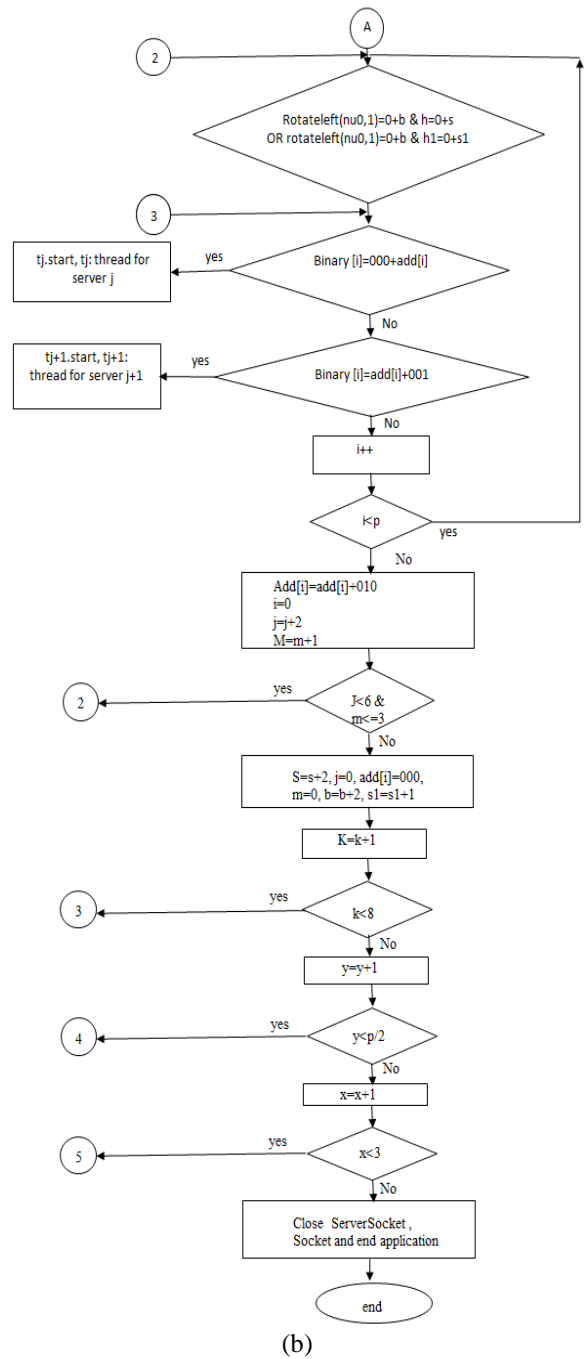 A
2
Rotateleft(nu0,1)=0+b & h=0+s
OR rotateleft(nu0,1)=0+b & h1=0+s1
3
tj.start, tj: thread for
server j
yes
Binary [i]=000+add[i]
No
tj+1.start, tj+1:
thread for server j+1
yes
Binary [i]=add[i]+001
No
i++
i<p
yes
No
Add[i]=add[i]+010
i=0
j=j+2
M=m+1
2
yes
J<6 &
m<=3
No
S=s+2, j=0, add[i]=000,
m=0, b=b+2, s1=s1+1
K=k+1
3
yes
k<8
No
y=y+1
4
yes
y<p/2
No
x=x+1
5
yes
x<3
No
Close ServerSocket ,
Socket and end application
end
(b)